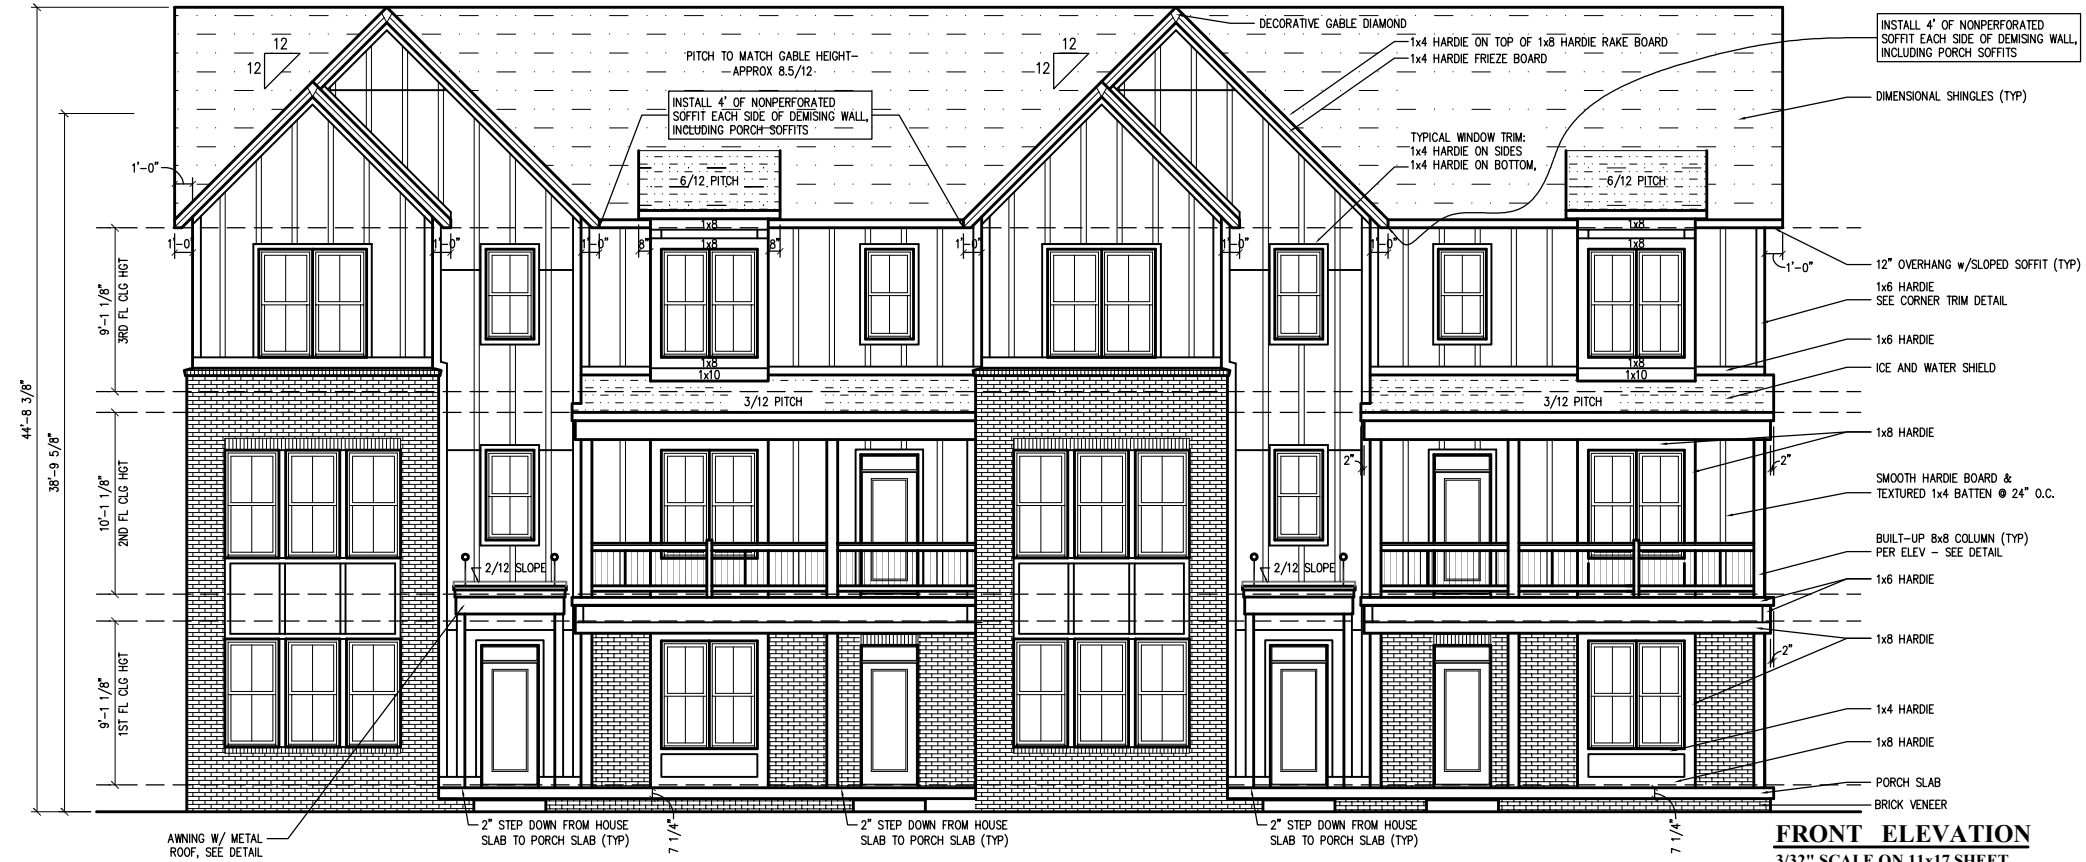 DECORATIVE GABLE DIAMOND
INSTALL 4' OF NONPERFORATED
SOFFIT EACH SIDE OF DEMISING WALL,
INCLUDING PORCH SOFFITS
12
12
PITCH TO MATCH GABLE HEIGHT-
-APPROX 8.5/12
12
12
1x4 HARDIE ON TOP OF 1x8 HARDIE RAKE BOARD
1x4 HARDIE FRIEZE BOARD
INSTALL 4' OF NONPERFORATED
SOFFIT EACH SIDE OF DEMISING WALL,
INCLUDING PORCH SOFFITS
DIMENSIONAL SHINGLES (TYP)
TYPICAL WINDOW TRIM:
1x4 HARDIE ON SIDES
1x4 HARDIE ON BOTTOM,
1'-0"
6/12 PITCH
6/12 PITCH
1x8
1x8
1'-0"
1'-0"
1'-0"
8"
1x8
8"
1'-0"
1'-0"
1'-0"
1x8
1'-0"
12" OVERHANG w/SLOPED SOFFIT (TYP)
1x6 HARDIE
SEE CORNER TRIM DETAIL
9'-1 1/8"
3RD FL CLG HGT
1x6 HARDIE
1x8
1x10
1x8
1x10
ICE AND WATER SHIELD
44'-8 3/8"
38'-9 5/8"
3/12 PITCH
3/12 PITCH
1x8 HARDIE
2"
2"
10'-1 1/8"
2ND FL CLG HGT
SMOOTH HARDIE BOARD &
TEXTURED 1x4 BATTEN @ 24" O.C.
BUILT-UP 8x8 COLUMN (TYP)
PER ELEV - SEE DETAIL
2/12 SLOPE
2/12 SLOPE
1x6 HARDIE
1x8 HARDIE
2"
9'-1 1/8"
1ST FL CLG HGT
1x4 HARDIE
1x8 HARDIE
PORCH SLAB
BRICK VENEER
AWNING W/ METAL
ROOF, SEE DETAIL
2" STEP DOWN FROM HOUSE
SLAB TO PORCH SLAB (TYP)
7 1/4"
2" STEP DOWN FROM HOUSE
SLAB TO PORCH SLAB (TYP)
2" STEP DOWN FROM HOUSE
SLAB TO PORCH SLAB (TYP)
7 1/4"
FRONT ELEVATION
3/32" SCALE ON 11x17 SHEET